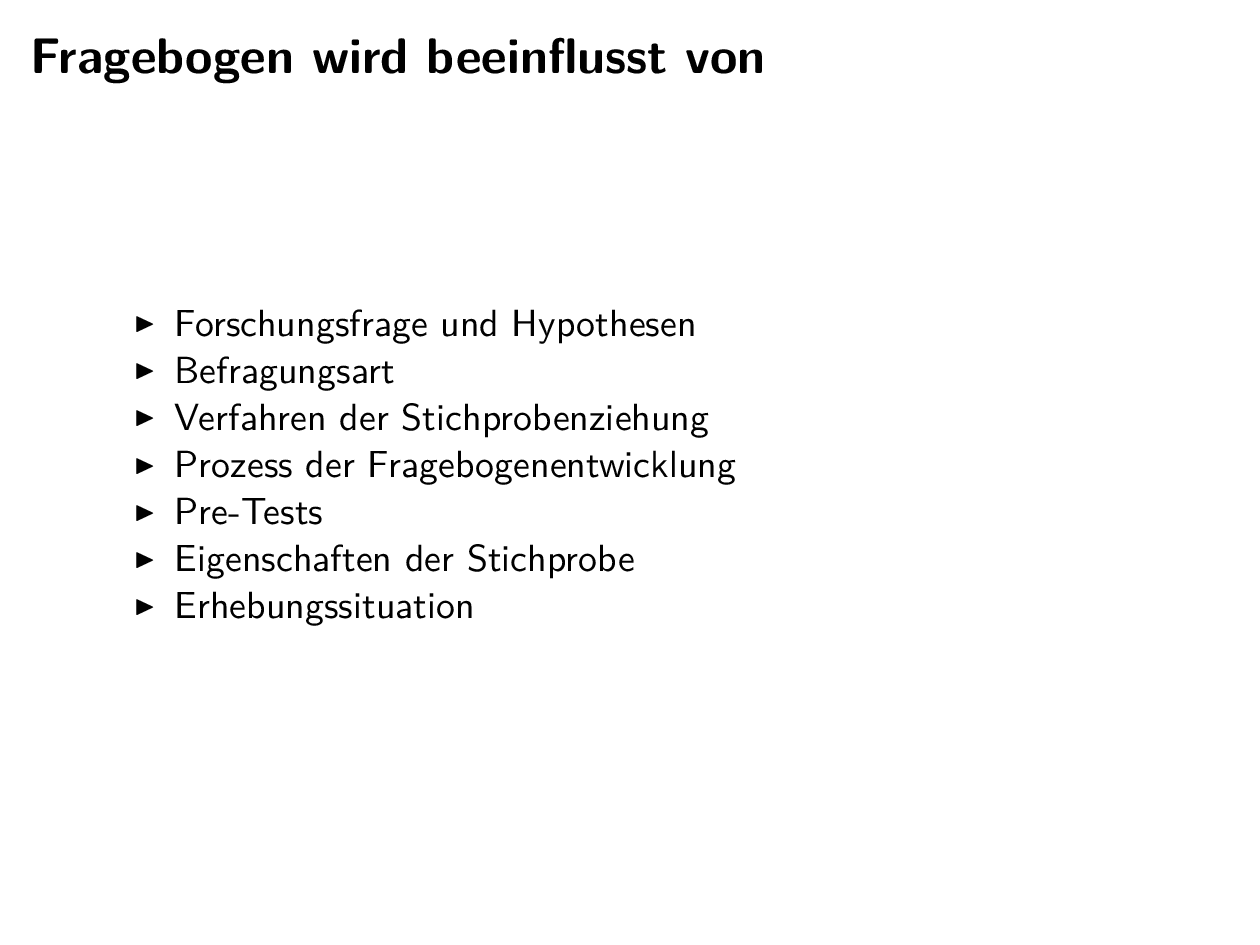 Fragebogen wird beeinflusst von
▶ Forschungsfrage und Hypothesen
▶ Befragungsart
▶ Verfahren der Stichprobenziehung
▶ Prozess der Fragebogenentwicklung
▶ Pre-Tests
▶ Eigenschaften der Stichprobe
▶ Erhebungssituation